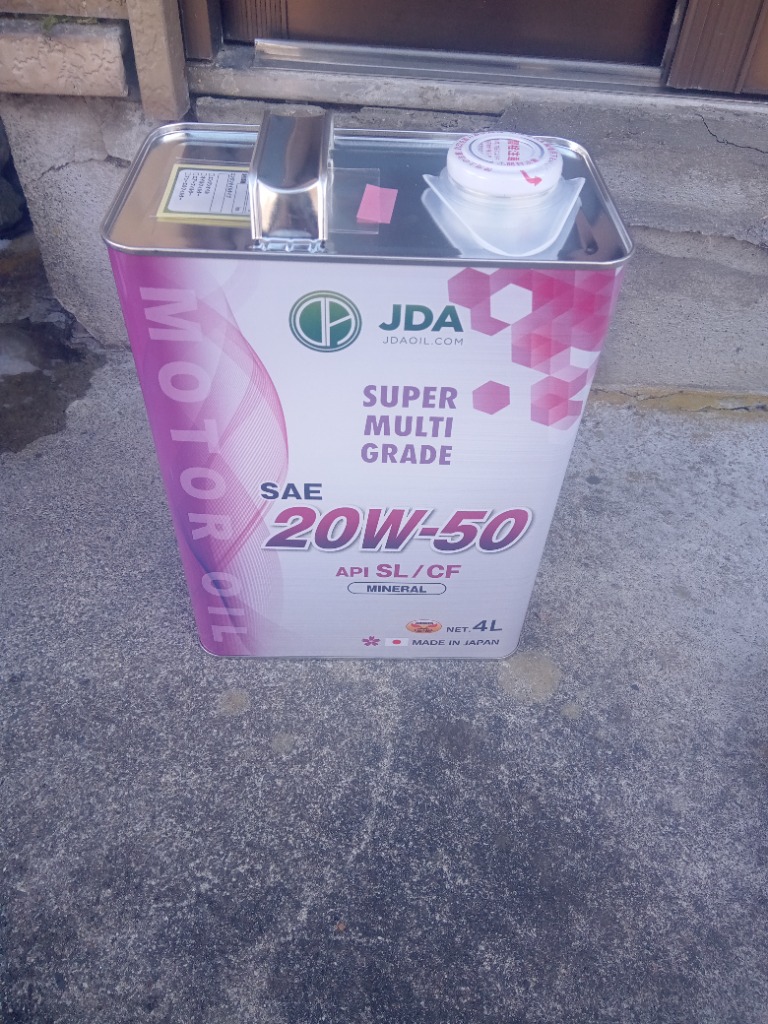 JDA
JDAOIL.COM
SUPER
MULTI
GRADE
MOTOR OIL
SAE
20W-50
API SL/CF
MINERAL
NET. 4L
MADE IN JAPAN